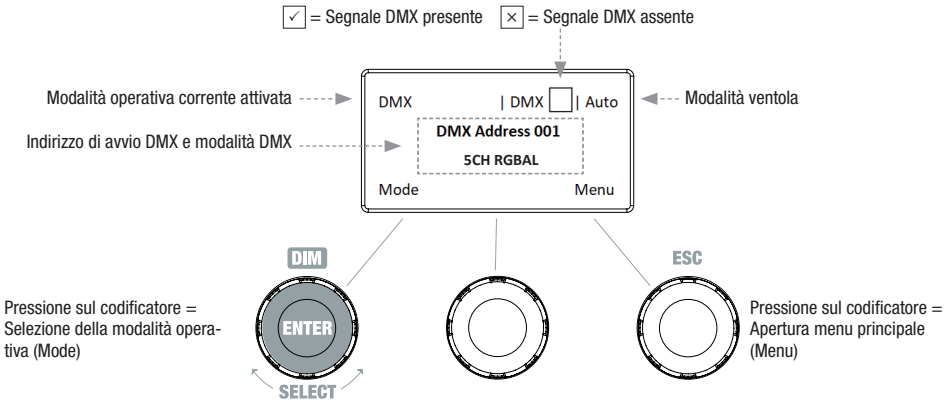 ✓ = Segnale DMX presente × = Segnale DMX assente
Modalità operativa corrente attivata
DMX | DMX | Auto
Modalità ventola
Indirizzo di avvio DMX e modalità DMX
DMX Address 001
5CH RGBAL
Mode Menu
DIM
ESC
Pressione sul codificatore =
Selezione della modalità opera-
tiva (Mode)
ENTER
SELECT
Pressione sul codificatore =
Apertura menu principale
(Menu)